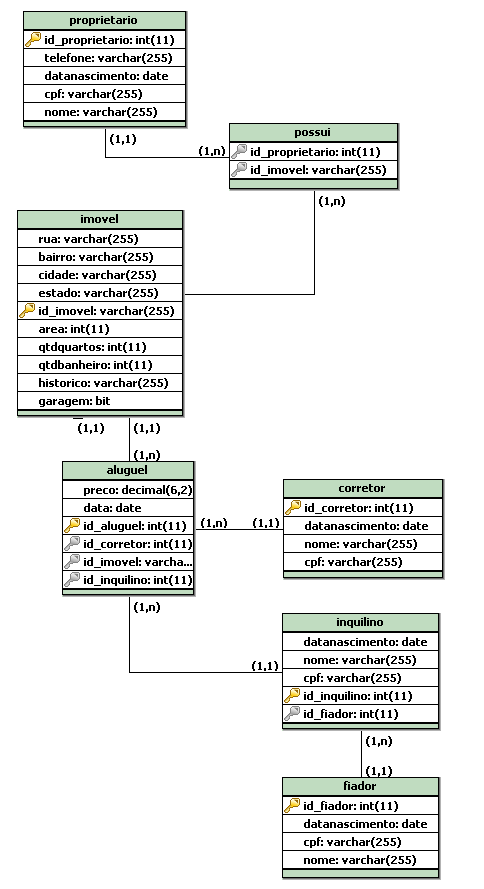 proprietario
id_proprietario: int(11)
telefone: varchar(255)
datanascimento: date
cpf: varchar(255)
nome: varchar(255)
(1,1)
(1,n)
possui
id_proprietario: int(11)
id_imovel: varchar(255)
(1,n)
imovel
rua: varchar(255)
bairro: varchar(255)
cidade: varchar(255)
estado: varchar(255)
id_imovel: varchar(255)
area: int(11)
qtdquartos: int(11)
qtdbanheiro: int(11)
historico: varchar(255)
garagem: bit
(1,1)
(1,1)
(1,n)
aluguel
preco: decimal(6,2)
data: date
id_aluguel: int(11)
id_corretor: int(11)
id_imovel: varcha...
id_inquilino: int(11)
(1,n)
(1,1)
corretor
id_corretor: int(11)
datanascimento: date
nome: varchar(255)
cpf: varchar(255)
(1,n)
(1,1)
inquilino
datanascimento: date
nome: varchar(255)
cpf: varchar(255)
id_inquilino: int(11)
id_fiador: int(11)
(1,n)
(1,1)
fiador
id_fiador: int(11)
datanascimento: date
cpf: varchar(255)
nome: varchar(255)